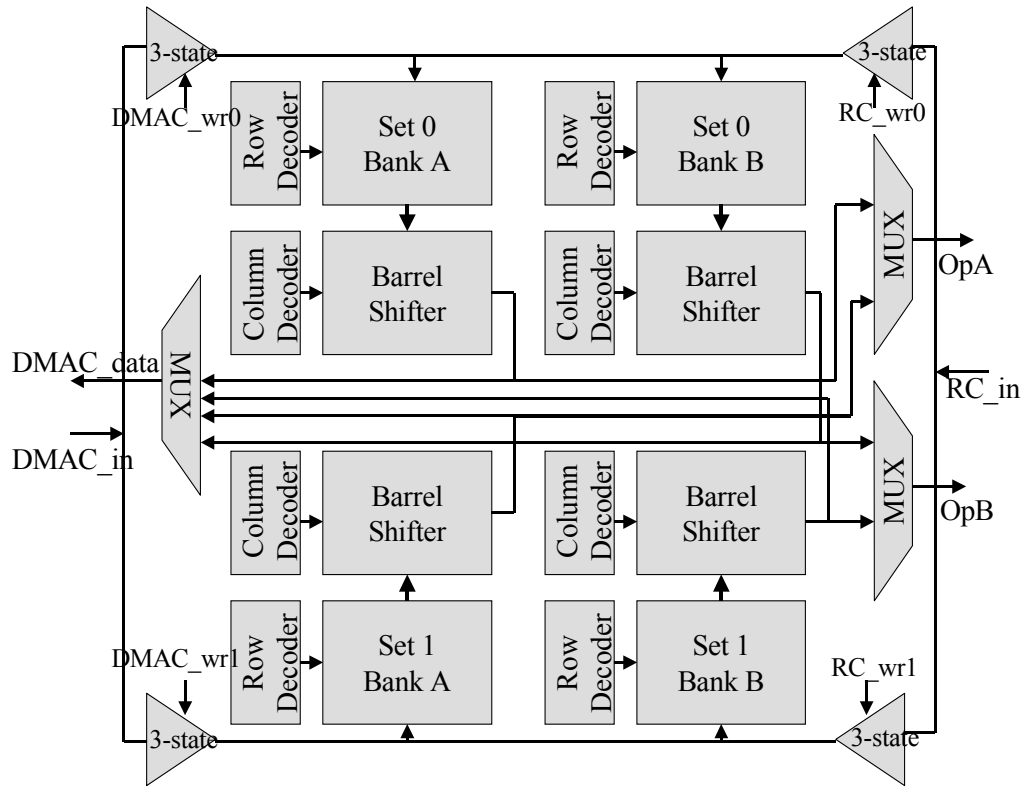 3-state
3-state
DMAC_wr0
RC_wr0
Row
Decoder
Set 0
Bank A
Row
Decoder
Set 0
Bank B
MUX
OpA
Column
Decoder
Barrel
Shifter
Column
Decoder
Barrel
Shifter
DMAC_data
MUX
RC_in
DMAC_in
Column
Decoder
Barrel
Shifter
Column
Decoder
Barrel
Shifter
MUX
OpB
DMAC_wr1
Row
Decoder
Set 1
Bank A
Row
Decoder
Set 1
Bank B
RC_wr1
3-state
3-state